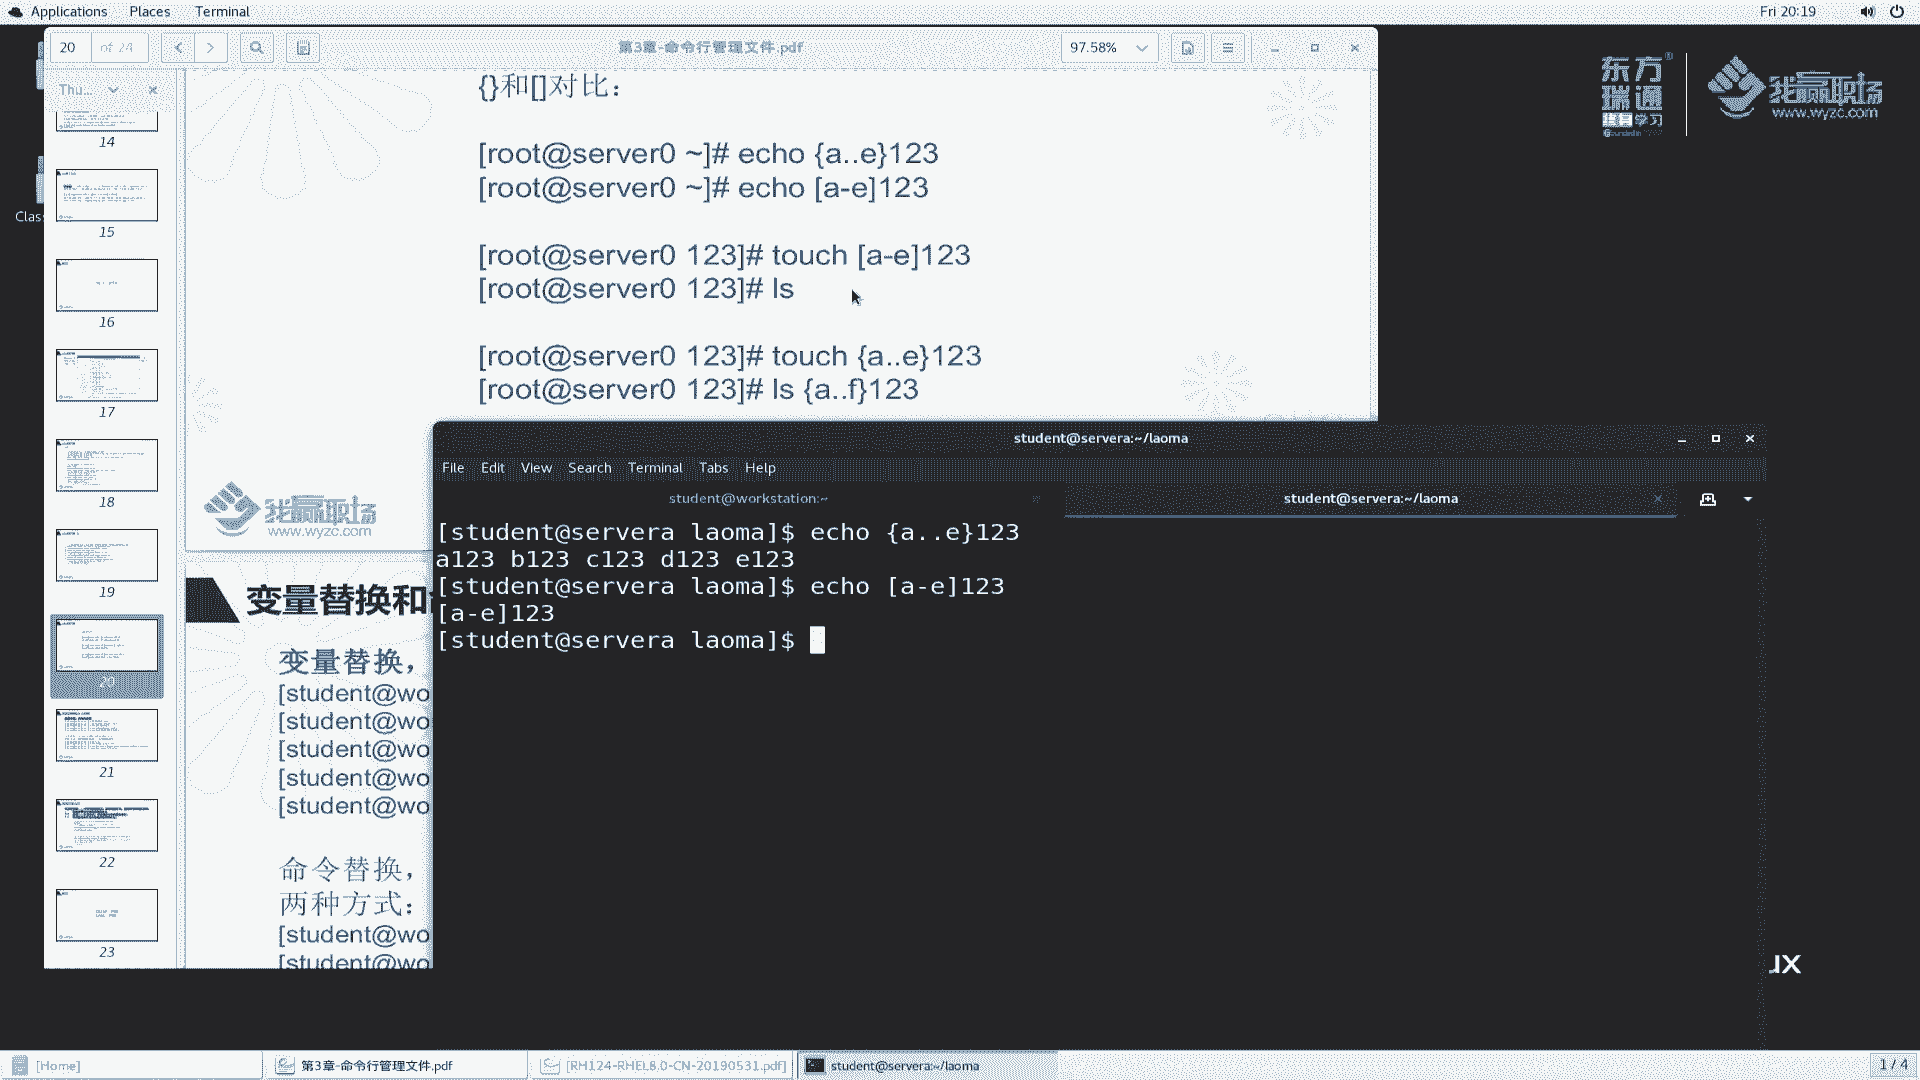 Applications Places Terminal Fri 20:19
20 of 24 第3章-命令行管理文件.pdf 97.58%
Thu...
14
15
16
17
18
19
20
21
22
23
Clas
{}和[]对比：
[root@server0 ~]# echo {a..e}123
[root@server0 ~]# echo [a-e]123
[root@server0 123]# touch [a-e]123
[root@server0 123]# ls
[root@server0 123]# touch {a..e}123
[root@server0 123]# ls {a..f}123
我赢职场
www.wyzc.com
变量替换和
变量替换，
[student@wo
[student@wo
[student@wo
[student@wo
[student@wo
命令替换，
两种方式：
[student@wo
[student@wo
东方瑞通
学习
我赢职场
www.wyzc.com
student@servera:~/laoma
File Edit View Search Terminal Tabs Help
student@workstation:~ student@servera:~/laoma
[student@servera laoma]$ echo {a..e}123
a123 b123 c123 d123 e123
[student@servera laoma]$ echo [a-e]123
[a-e]123
[student@servera laoma]$
UX
[Home] 第3章-命令行管理文件.pdf [RH124-RHEL8.0-CN-20190531.pdf] student@servera:~/laoma 1 / 4